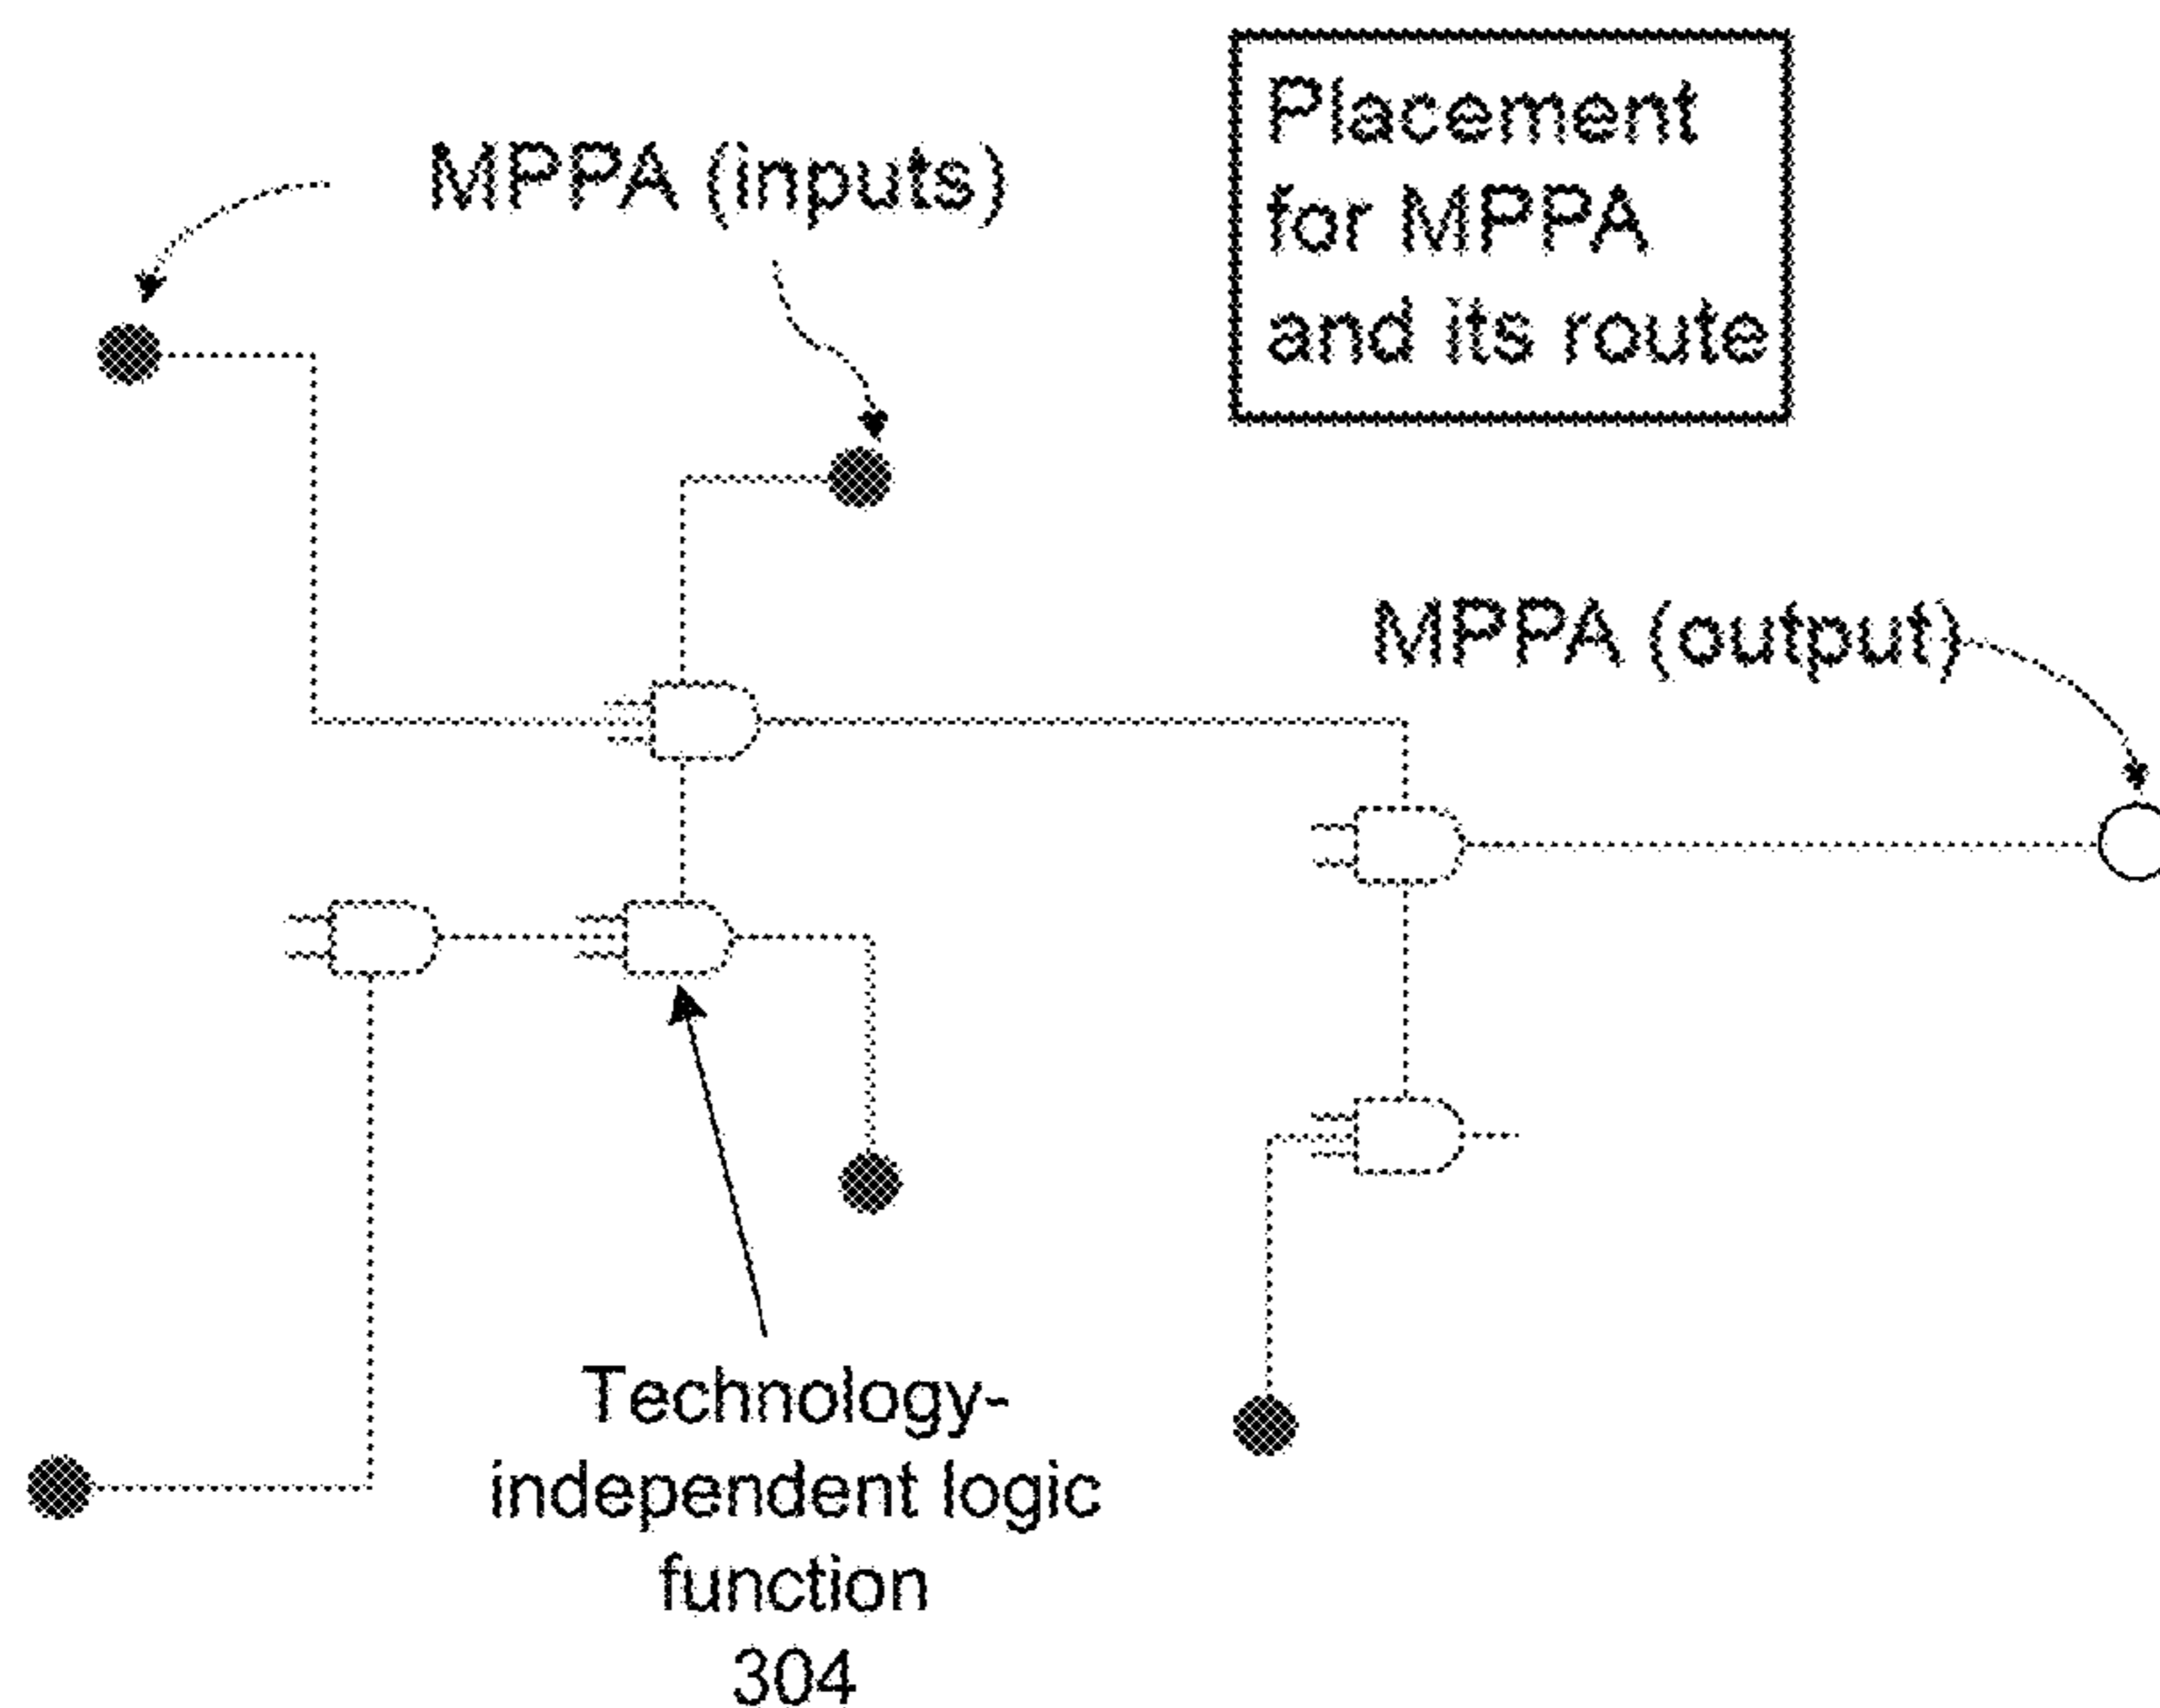 MPPA (inputs)
Placement
for MPPA
and its route
MPPA (output)
Technology-
independent logic
function
304